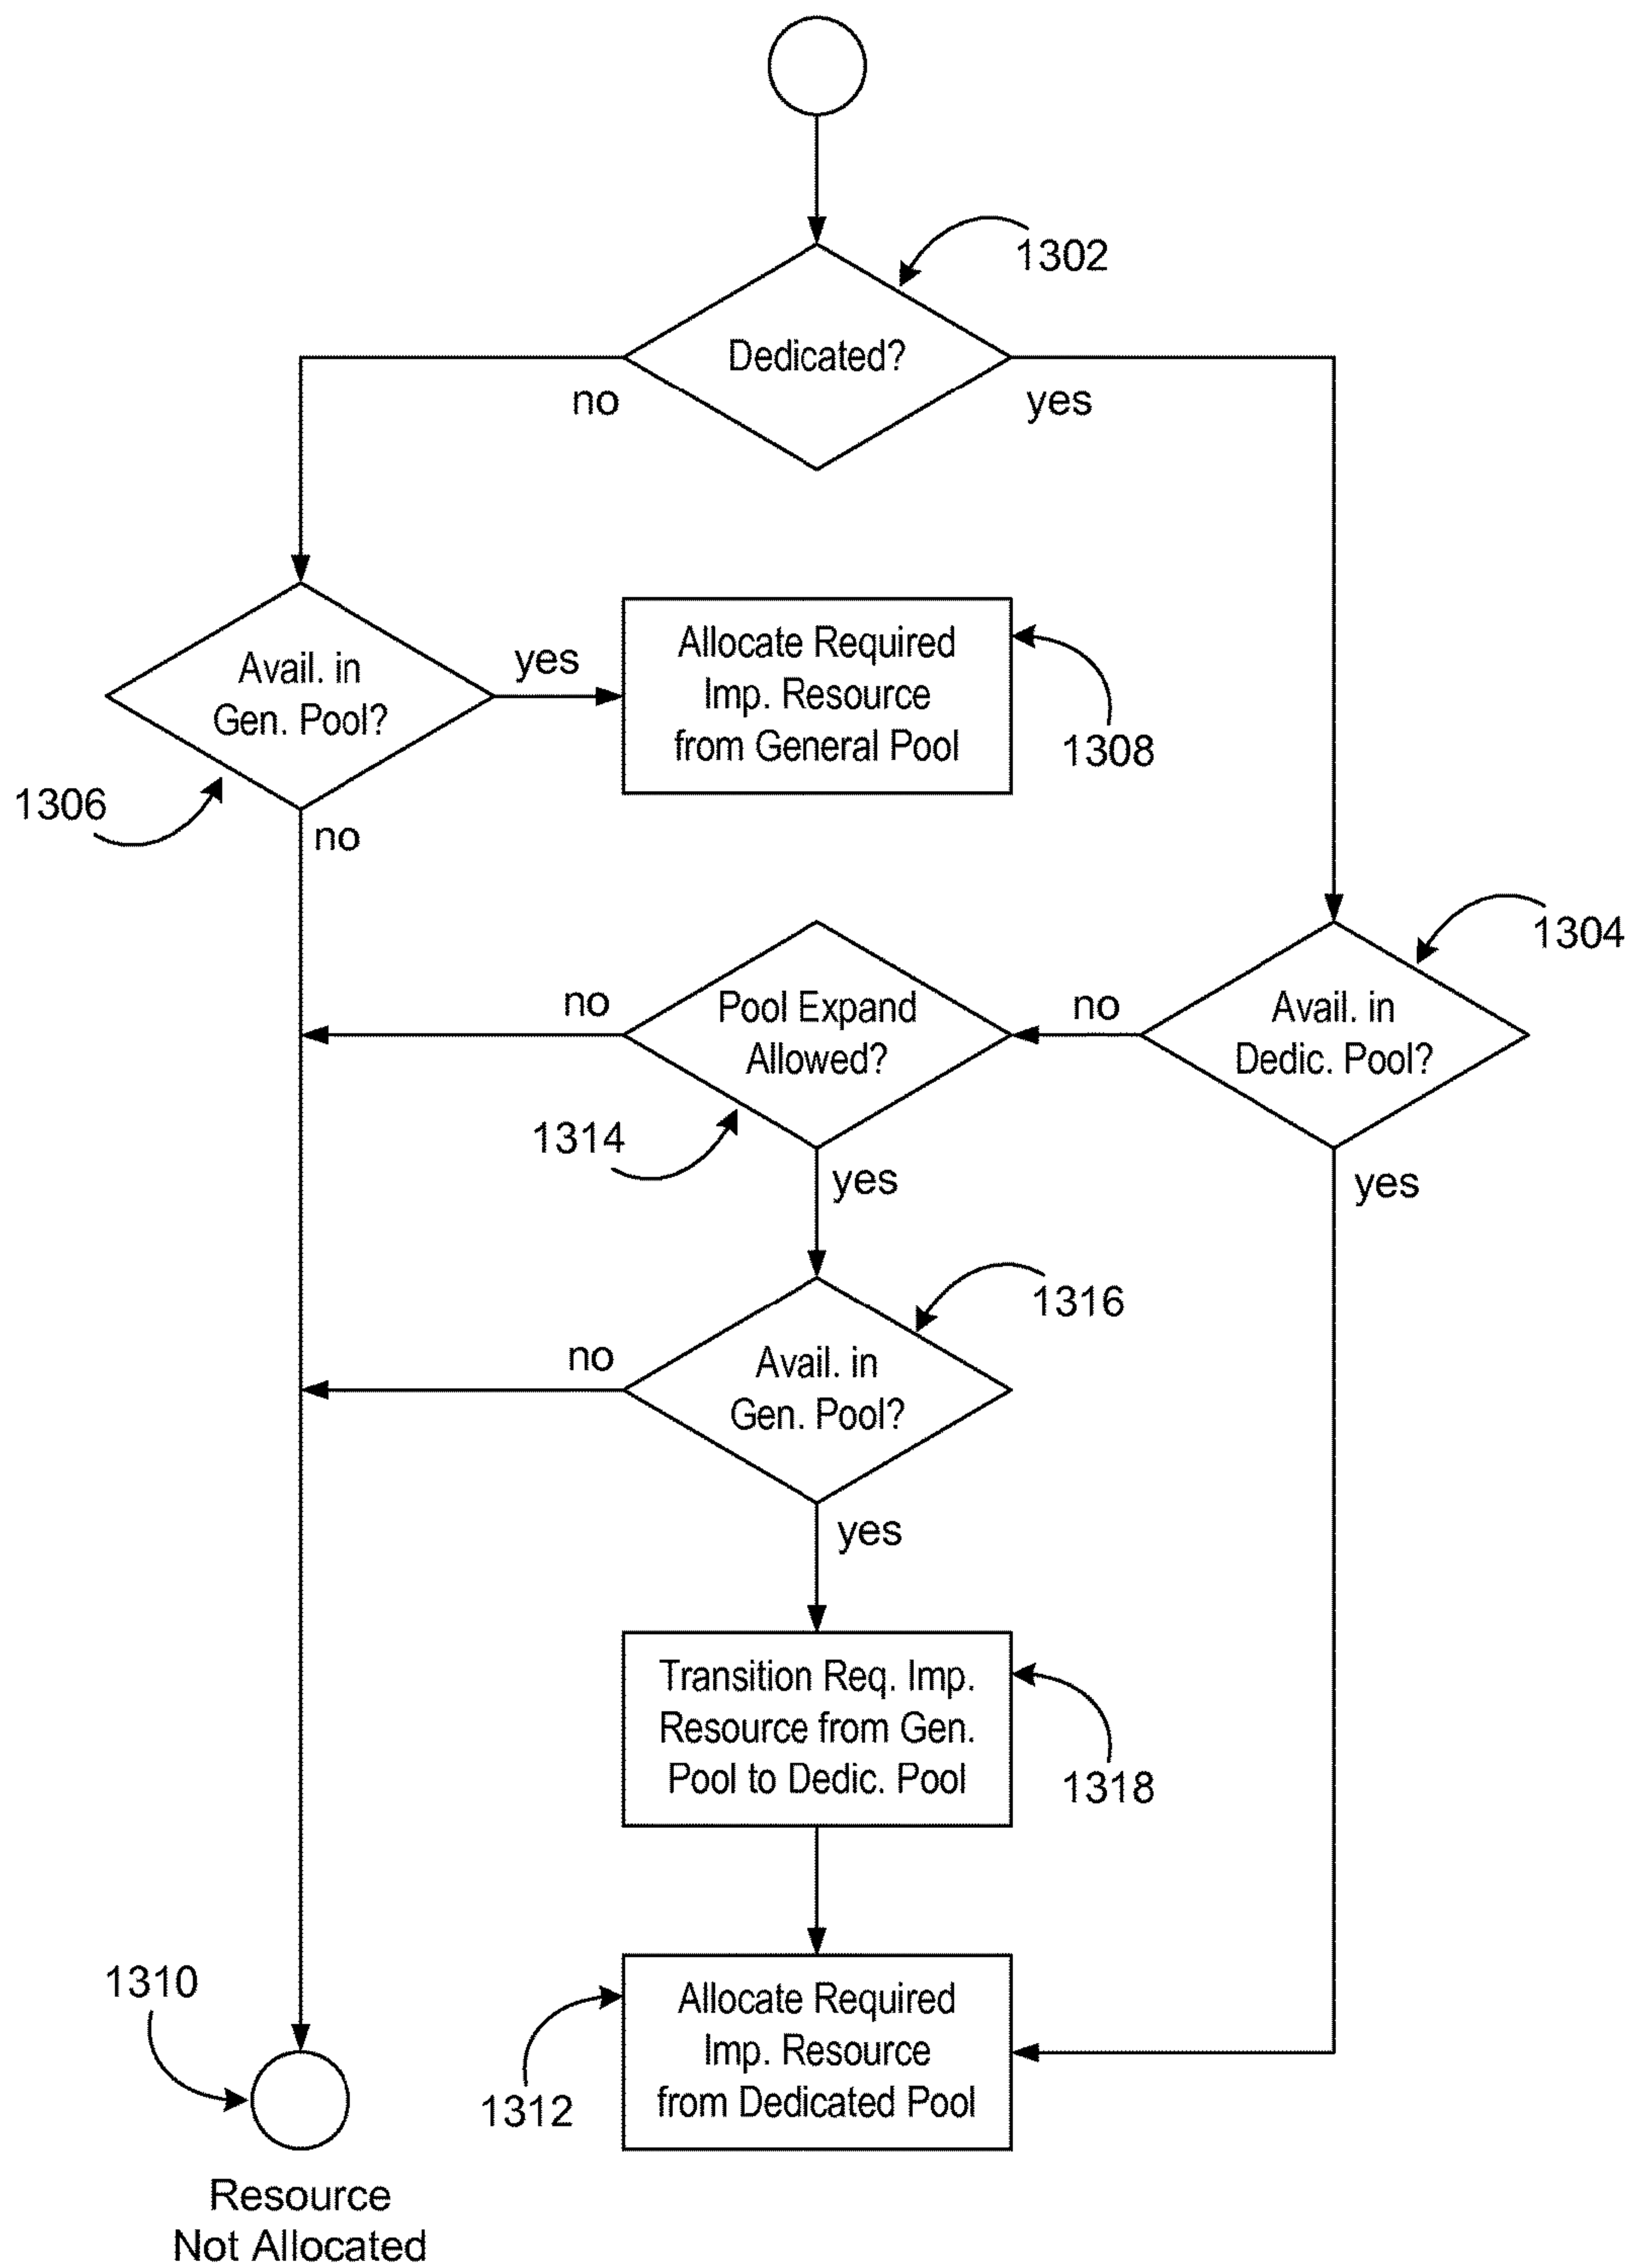 1302
Dedicated?
no
yes
Avail. in
Gen. Pool?
yes
Allocate Required
Imp. Resource
from General Pool
1308
1306
no
1304
no
Pool Expand
Allowed?
no
Avail. in
Dedic. Pool?
1314
yes
yes
1316
no
Avail. in
Gen. Pool?
yes
Transition Req. Imp.
Resource from Gen.
Pool to Dedic. Pool
1318
1310
Allocate Required
Imp. Resource
from Dedicated Pool
1312
Resource
Not Allocated